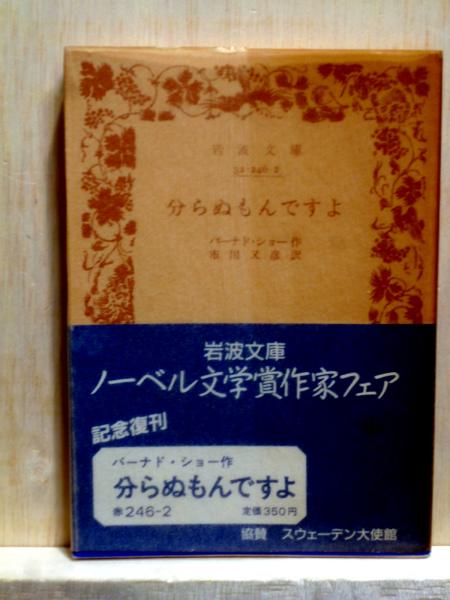 岩波文庫
32-246-2
分らぬもんですよ
バーナド・ショー作
市川又彦訳
岩波文庫
ノーベル文学賞作家フェア
記念復刊
バーナド・ショー作
分らぬもんですよ
赤246-2 定価350円
協賛 スウェーデン大使館